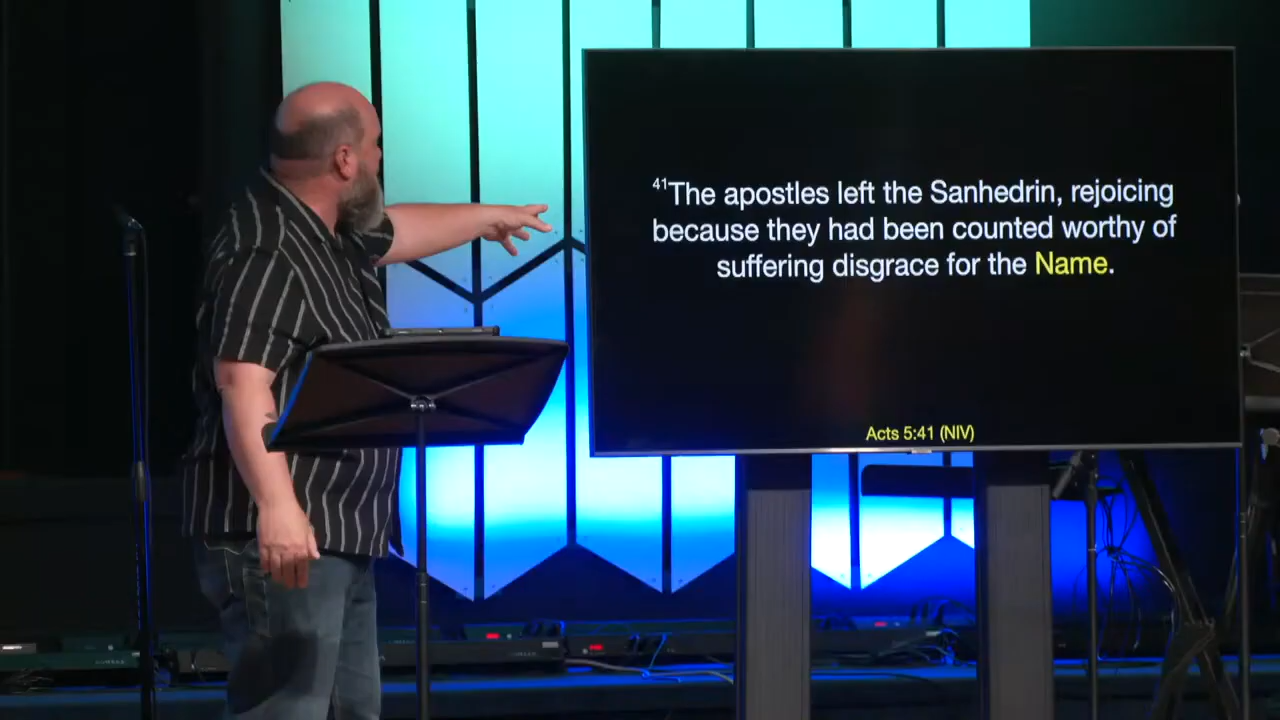 41The apostles left the Sanhedrin, rejoicing
because they had been counted worthy of
suffering disgrace for the Name.
Acts 5:41 (NIV)